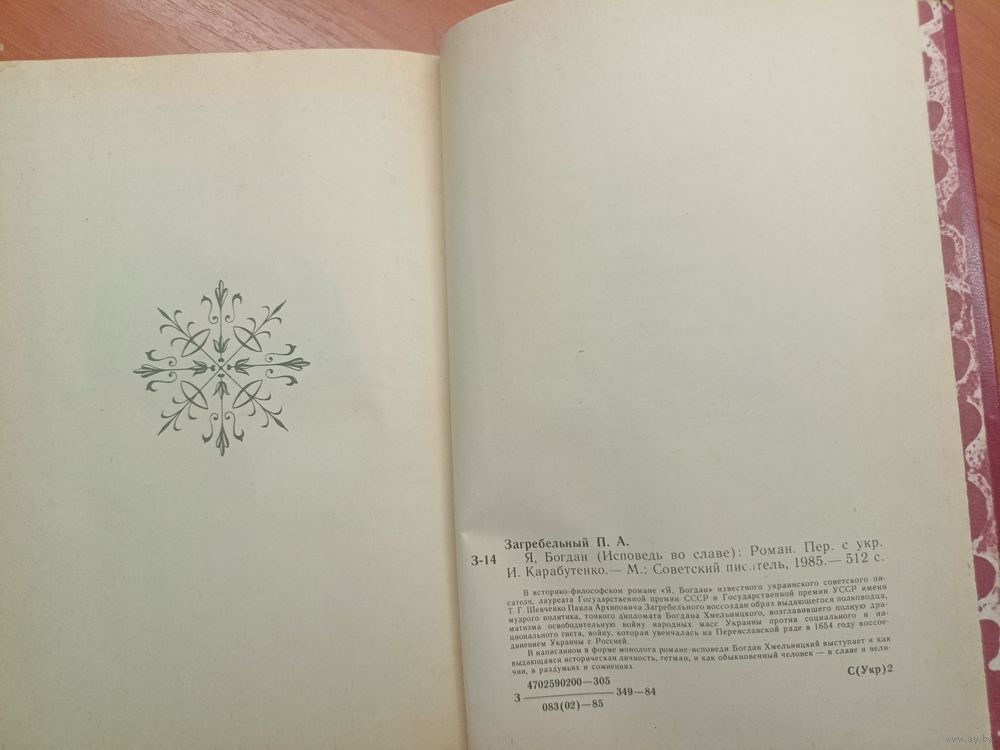 Загребельный П. А.
З-14
Я, Богдан (Исповедь во славе): Роман. Пер. с укр.
И. Карабутенко.— М.: Советский писатель, 1985.— 512 с.
В историко-философском романе «Я, Богдан» известного украинского советского пи-
сателя, лауреата Государственной премии СССР и Государственной премии УССР имени
Т. Г. Шевченко Павла Архиповича Загребельного воссоздан образ выдающегося полководца,
мудрого политика, тонкого дипломата Богдана Хмельницкого, возглавившего полную дра-
матизма освободительную войну народных масс Украины против социального и на-
ционального гнета, войну, которая увенчалась на Переяславской раде в 1654 году воссое-
динением Украины с Россией.
В написанном в форме монолога романе-исповеди Богдан Хмельницкий выступает и как
выдающаяся историческая личность, гетман, и как обыкновенный человек — в славе и вели-
чии, в раздумьях и сомнениях.
З 4702590200—305
083(02)—85 349—84
С(Укр)2
www.ay.by